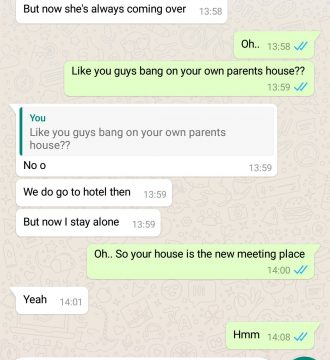 But now she's always coming over 13:58
Oh.. 13:58
Like you guys bang on your own parents house??
13:59
You
Like you guys bang on your own parents
house??
No o 13:59
We do go to hotel then 13:59
But now I stay alone 13:59
Oh.. So your house is the new meeting place
14:00
Yeah 14:01
Hmm 14:08